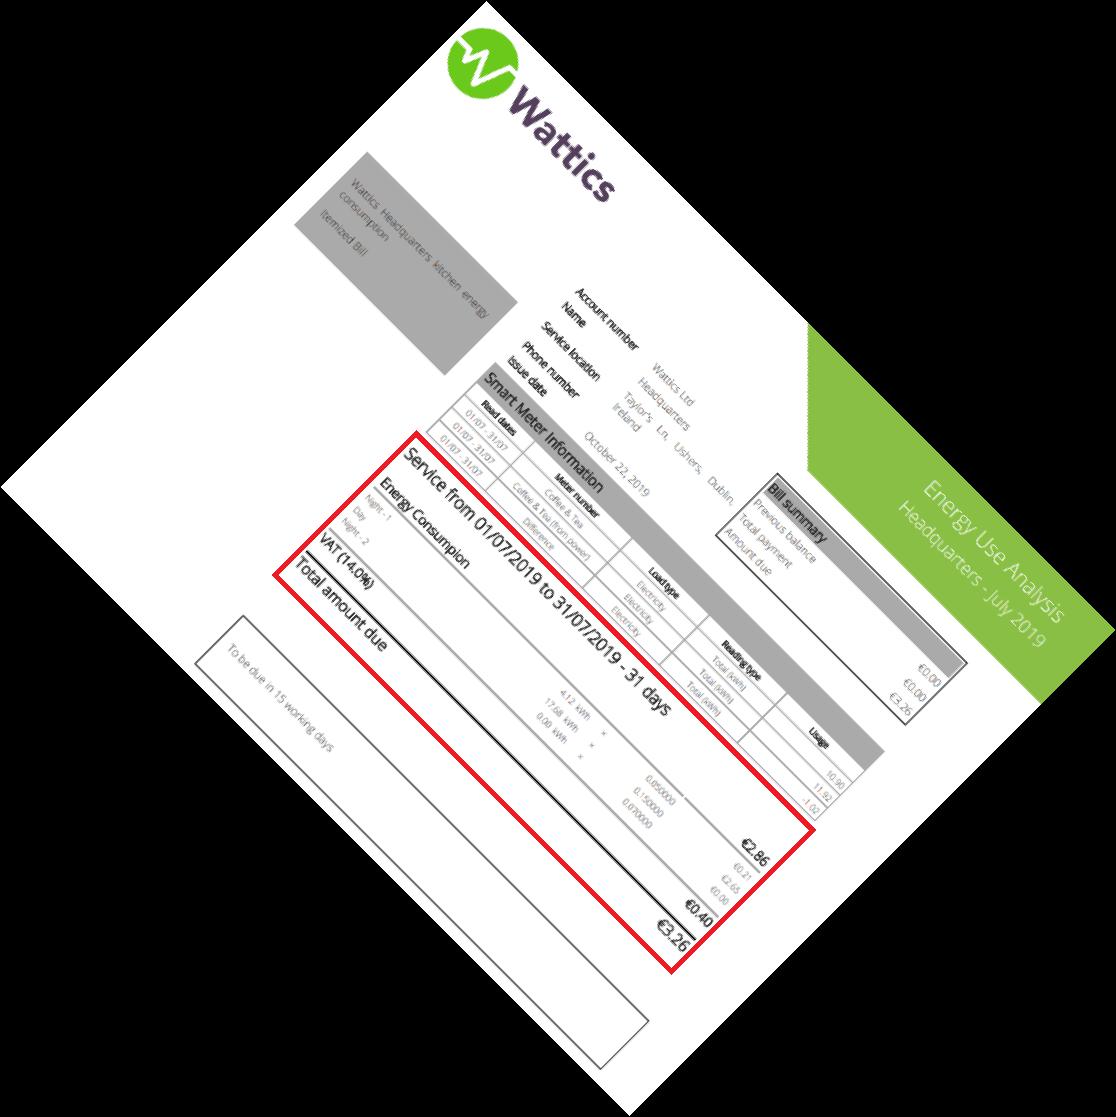 Wattics
Energy Use Analysis
Headquarters - July 2019
Wattics Headquarters kitchen energy
consumption
Itemized Bill
Account number
Name Wattics Ltd
Headquarters
Service location Taylor's Ln, Ushers, Dublin,
Ireland
Phone number
Issue date October 22, 2019
Bill summary
Previous balance €0.00
Total payment €0.00
Amount due €3.26
Smart Meter Information
Read dates Meter number Load type Reading type Usage
01/07 - 31/07 Coffee & Tea Electricity Total (kWh) 10.90
01/07 - 31/07 Coffee & Tea (from power) Electricity Total (kWh) 11.92
01/07 - 31/07 Difference Electricity Total (kWh) -1.02
Service from 01/07/2019 to 31/07/2019 - 31 days
Energy Consumpion €2.86
Night - 1 4.12 kWh × 0.050000 €0.21
Day 17.68 kWh × 0.150000 €2.65
Night - 2 0.00 kWh × 0.070000 €0.00
VAT (14.0%) €0.40
Total amount due €3.26
To be due in 15 working days